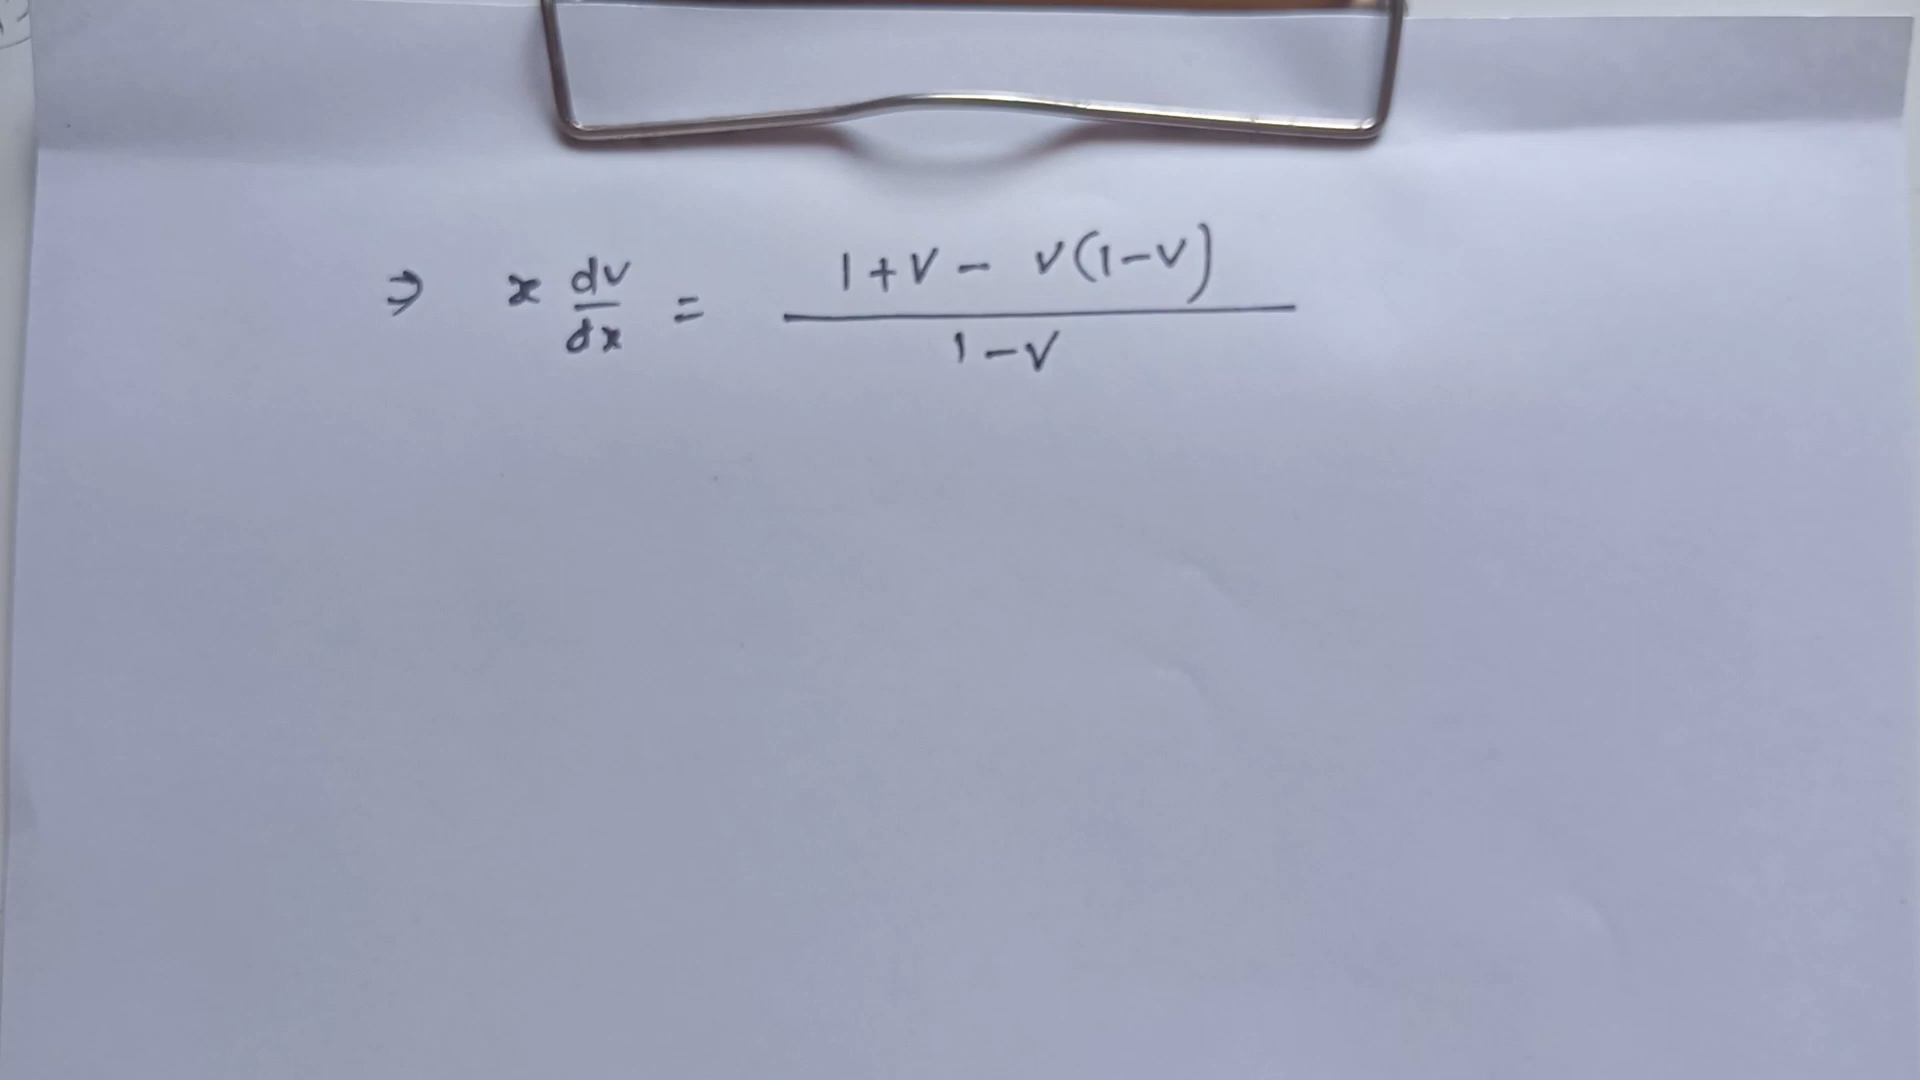 ⇒ x dv/dx = (1+v - v(1-v))/(1-v)